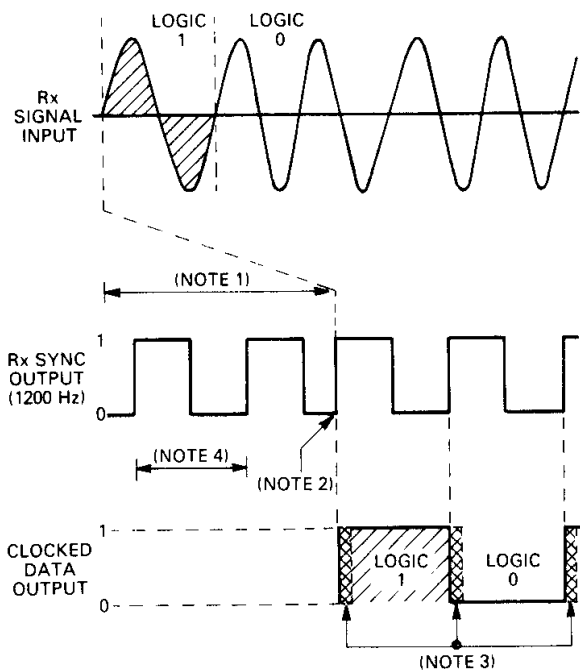 LOGIC
1
LOGIC
0
Rx
SIGNAL
INPUT
(NOTE 1)
1
Rx SYNC
OUTPUT
(1200 Hz)
0
(NOTE 4)
(NOTE 2)
1
CLOCKED
DATA
OUTPUT
LOGIC
1
LOGIC
0
0
(NOTE 3)